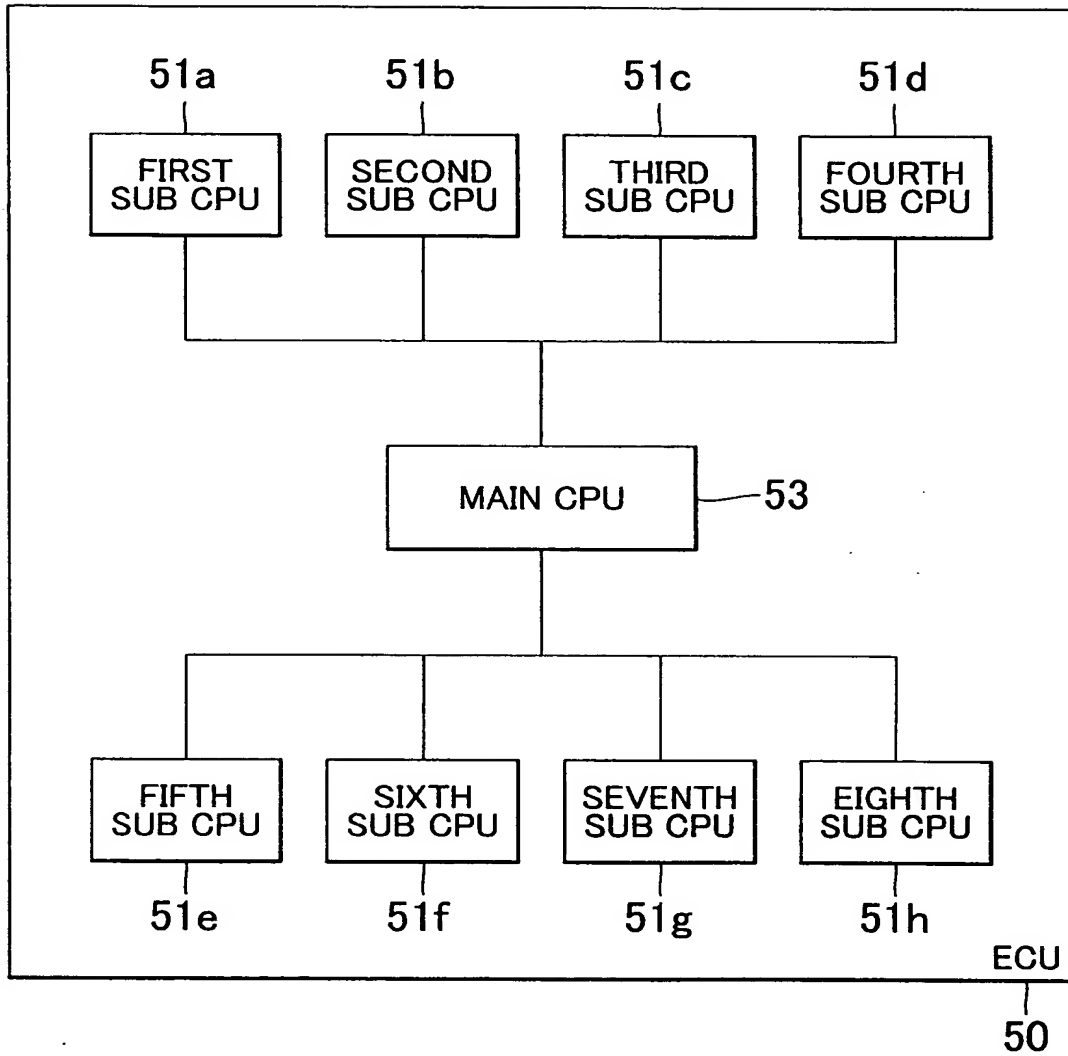 51a 51b 51c 51d
FIRST SUB CPU
SECOND SUB CPU
THIRD SUB CPU
FOURTH SUB CPU
MAIN CPU
53
FIFTH SUB CPU
SIXTH SUB CPU
SEVENTH SUB CPU
EIGHTH SUB CPU
51e 51f 51g 51h
ECU
50